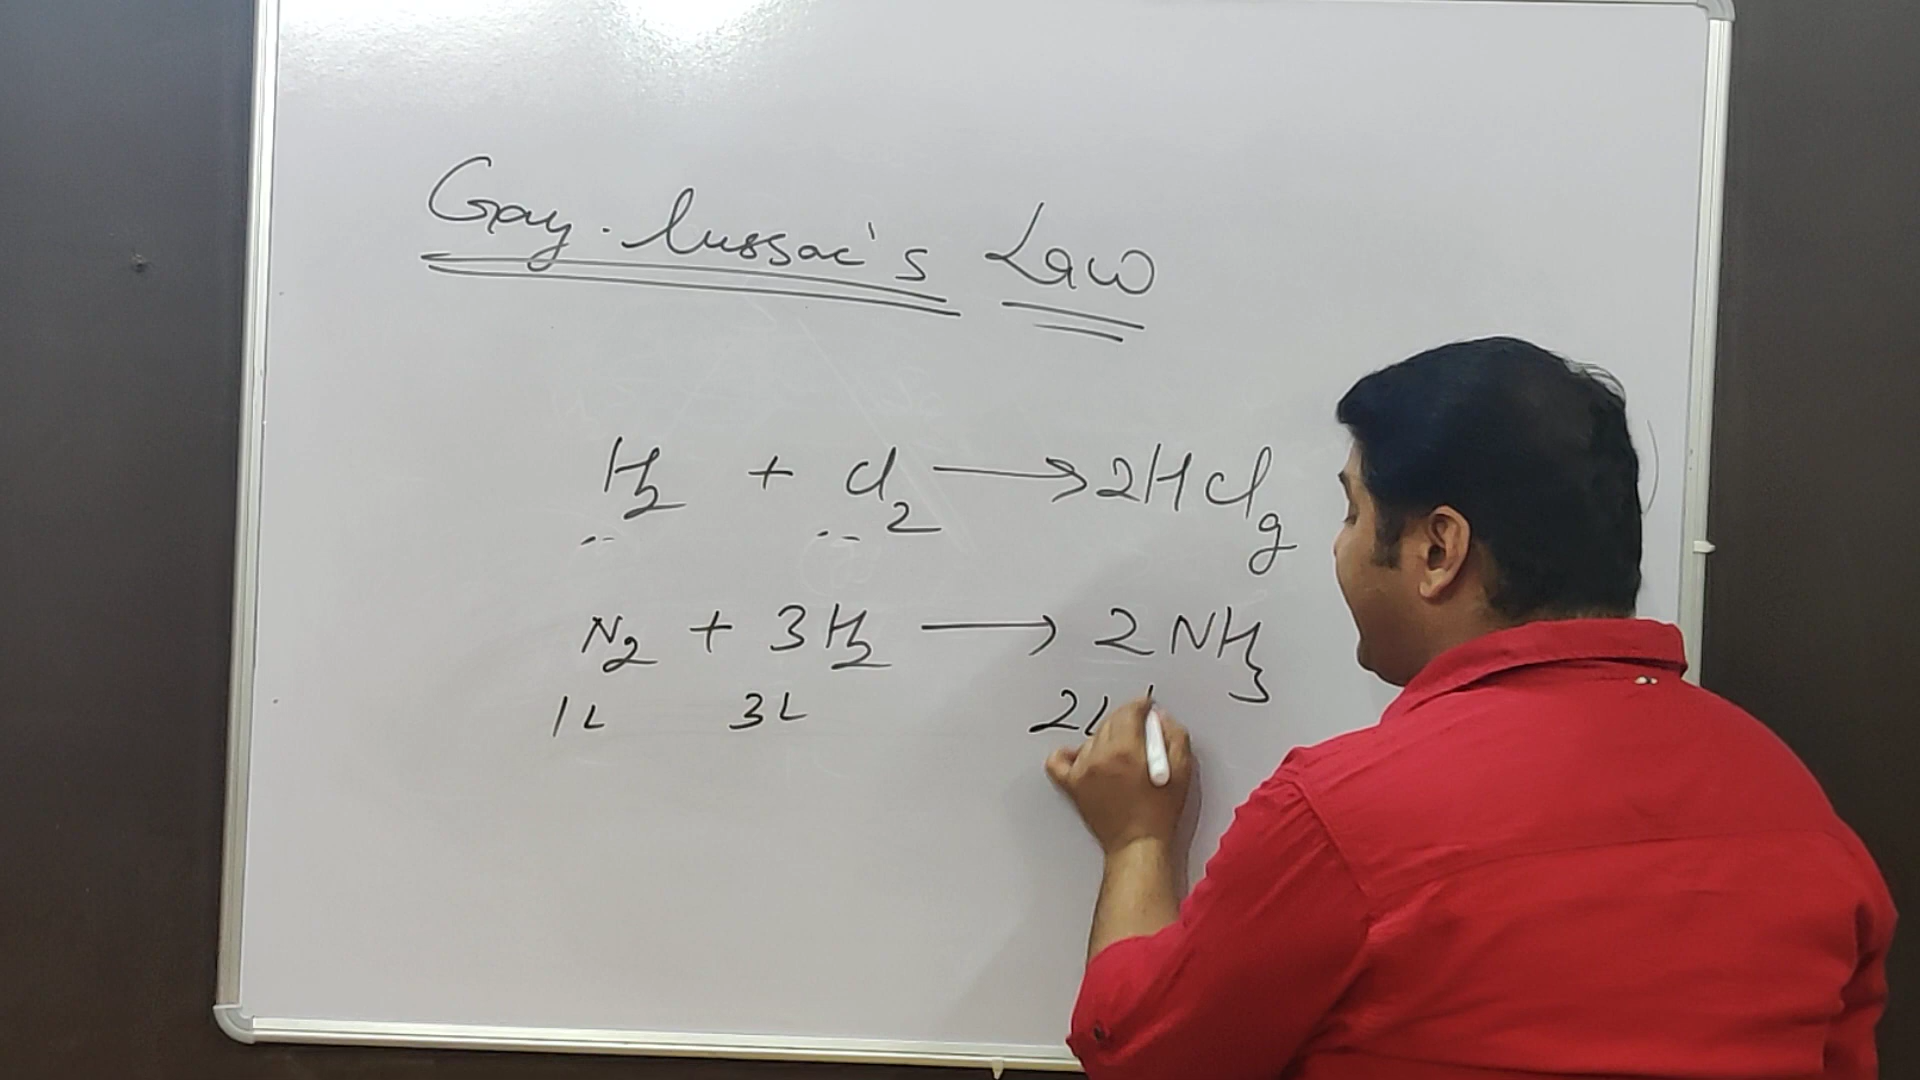 Gay-lussac's Law
H2 + Cl2 → 2HClg
N2 + 3H2 → 2NH3
1L 3L 2L